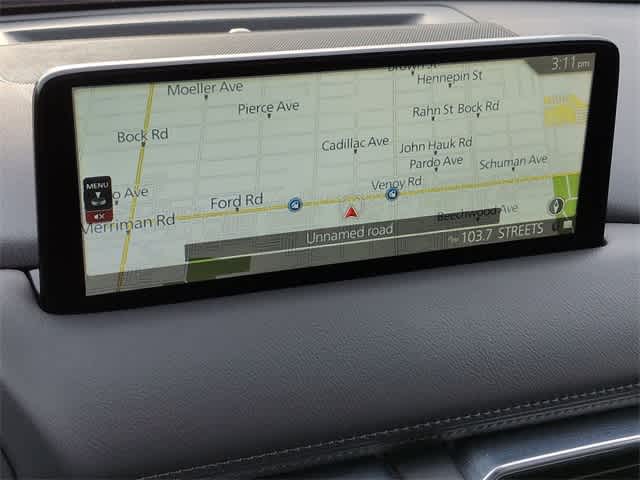 Brown St
3:11 pm
Hennepin St
Moeller Ave
Pierce Ave
Rahn St Bock Rd
Bock Rd
Cadillac Ave
John Hauk Rd
Pardo Ave
Schuman Ave
MENU
Venoy Rd
Ave
Ford Rd
Merriman Rd
Beechwood Ave
Unnamed road
103.7 STREETS